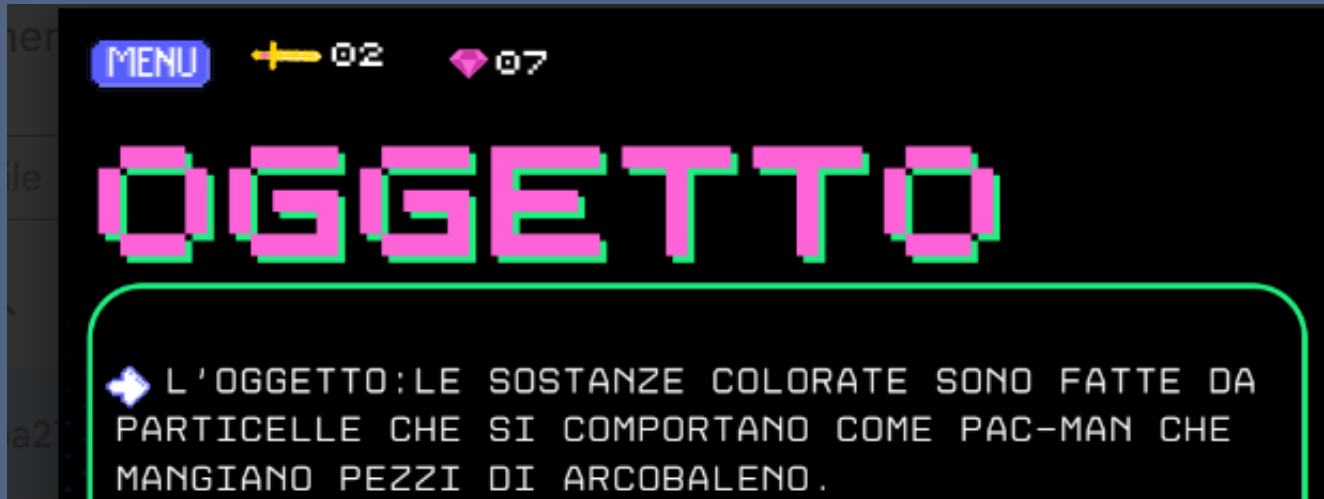 MENU 02 07
OGGETTO
L'OGGETTO:LE SOSTANZE COLORATE SONO FATTE DA
PARTICELLE CHE SI COMPORTANO COME PAC-MAN CHE
MANGIANO PEZZI DI ARCOBALENO.